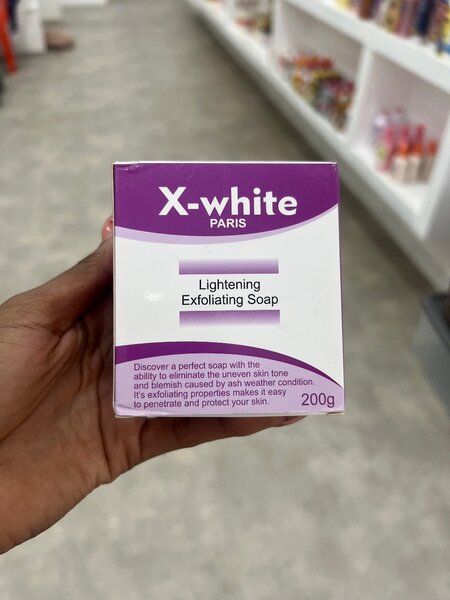 X-white
PARIS
Lightening
Exfoliating Soap
Discover a perfect soap with the
ability to eliminate the uneven skin tone
and blemish caused by ash weather condition.
It's exfoliating properties makes it easy
to penetrate and protect your skin.
200g